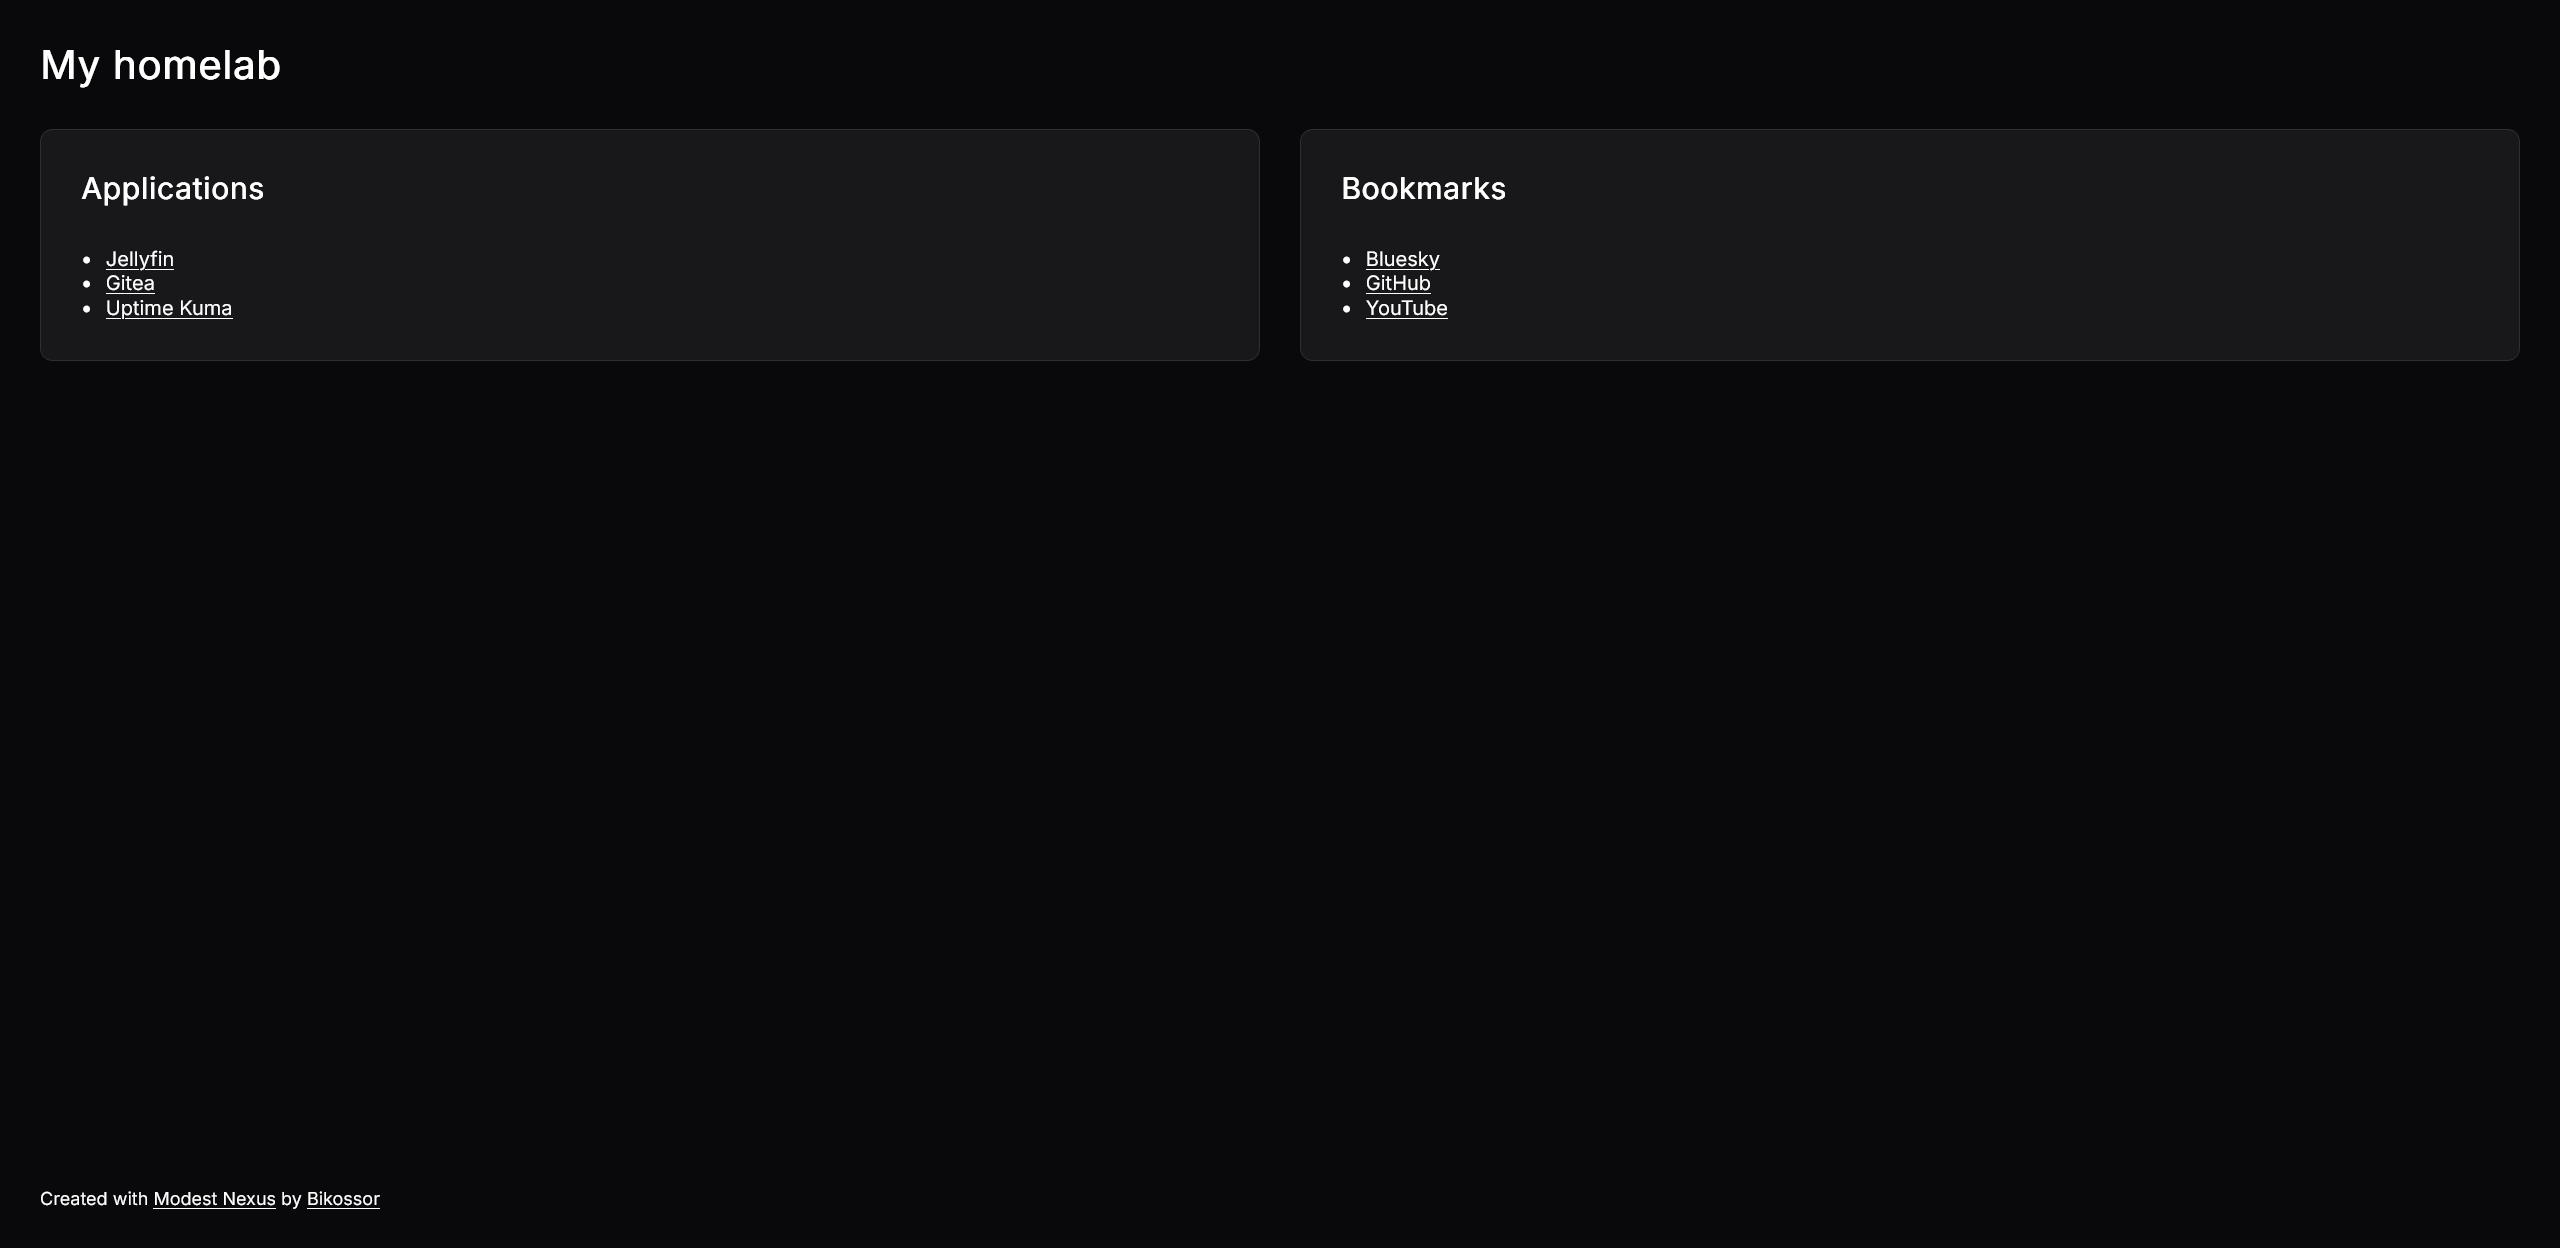 My homelab
Applications
Jellyfin
Gitea
Uptime Kuma
Bookmarks
Bluesky
GitHub
YouTube
Created with Modest Nexus by Bikossor